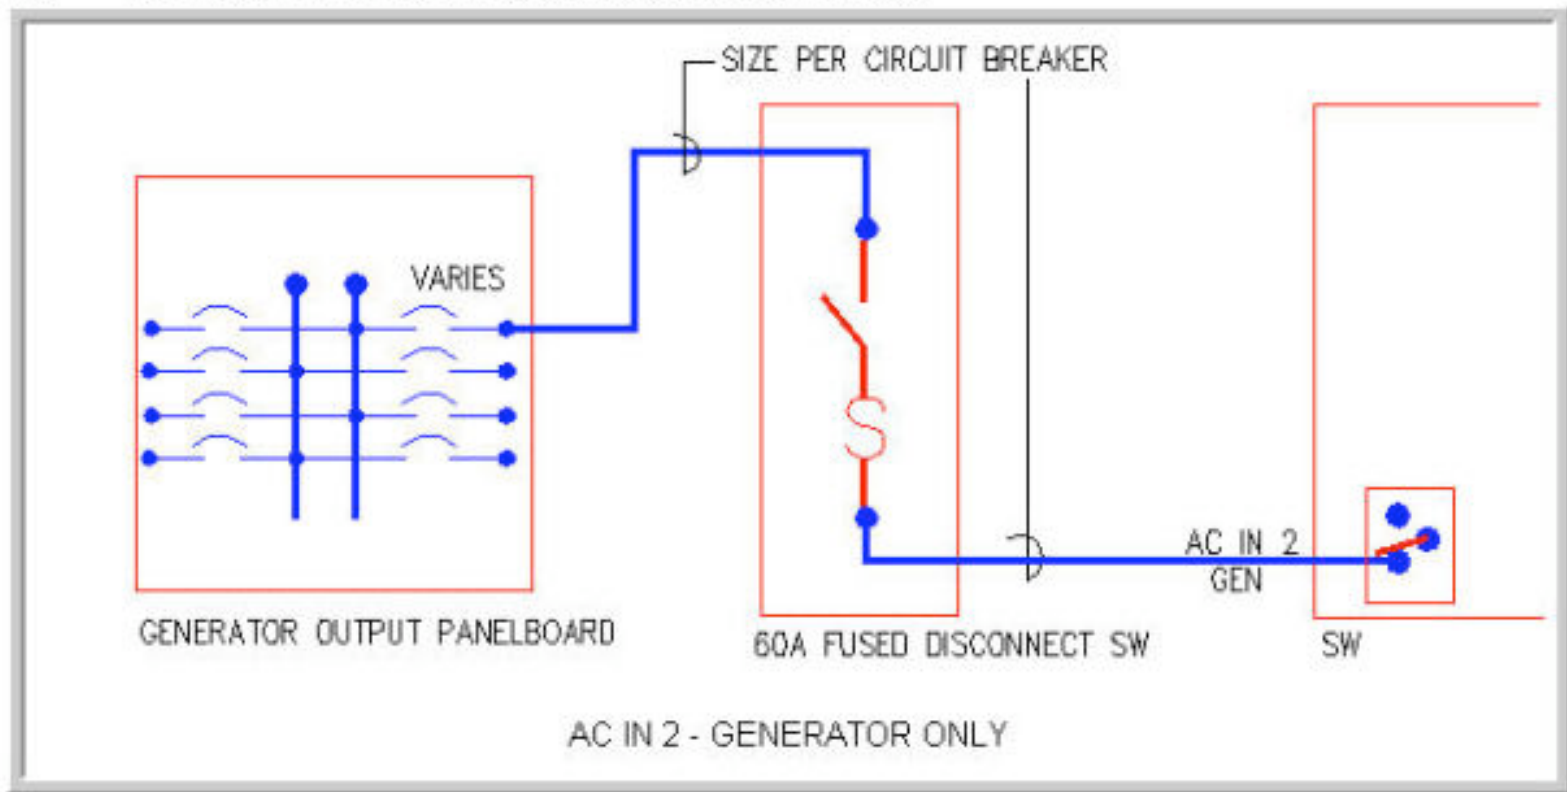 SIZE PER CIRCUIT BREAKER
VARIES
AC IN 2
GEN
GENERATOR OUTPUT PANELBOARD
60A FUSED DISCONNECT SW
SW
AC IN 2 - GENERATOR ONLY